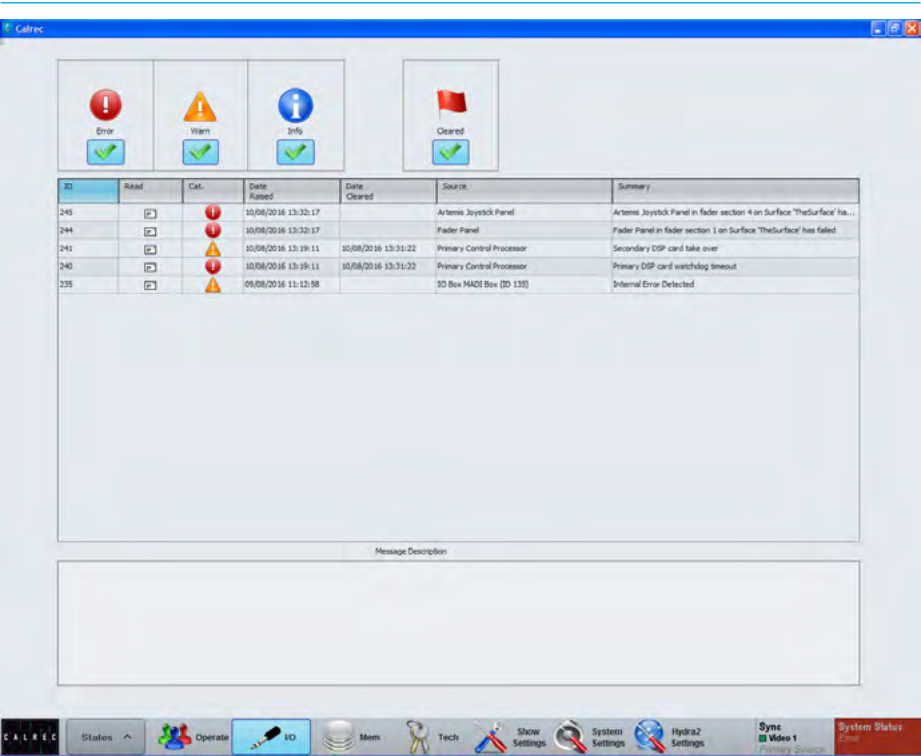 Calrec
Error
Warn
Info
Cleared
ID Read Cat. Date Raised Date Cleared Source Summary
245 10/08/2016 13:32:17 Artemis Joystick Panel Artemis Joystick Panel in fader section 4 on Surface 'TheSurface' ha...
244 10/08/2016 13:32:17 Fader Panel Fader Panel in fader section 1 on Surface 'TheSurface' has failed
241 10/08/2016 13:19:11 10/08/2016 13:31:22 Primary Control Processor Secondary DSP card take over
240 10/08/2016 13:19:11 10/08/2016 13:31:22 Primary Control Processor Primary DSP card watchdog timeout
235 09/08/2016 11:12:58 IO Box MADI Box (ID 135) Internal Error Detected
Message Description
CALREC
States
Operate
I/O
Mem
Tech
Show
Settings
System
Settings
Hydra2
Settings
Sync
Video 1
Primary Source
System Status
Error